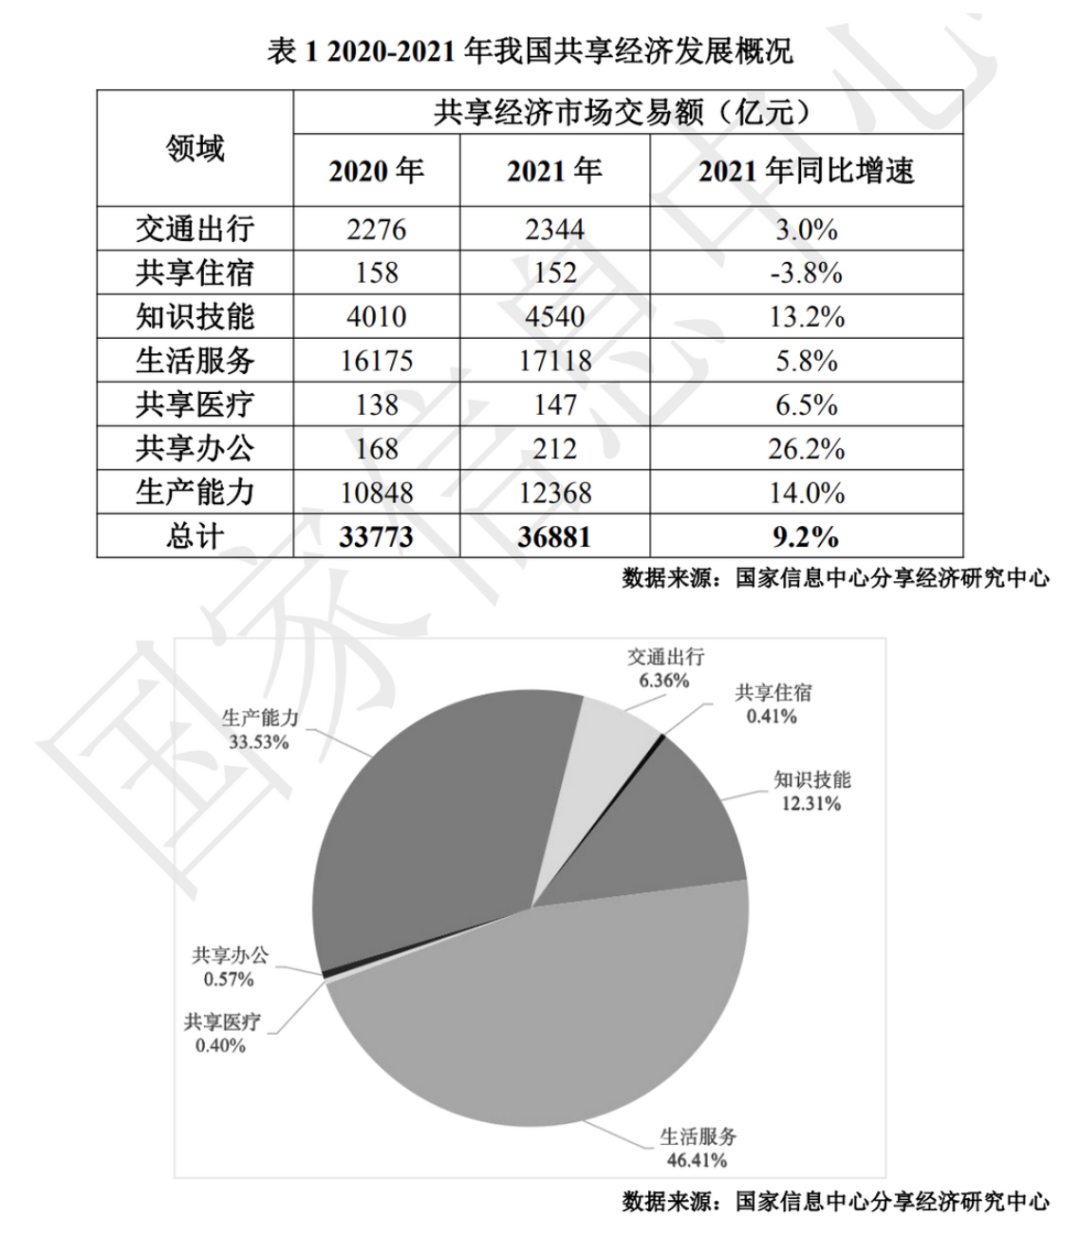 表 1 2020-2021 年我国共享经济发展概况
领域 共享经济市场交易额（亿元）
2020 年 2021 年 2021 年同比增速
交通出行 2276 2344 3.0%
共享住宿 158 152 -3.8%
知识技能 4010 4540 13.2%
生活服务 16175 17118 5.8%
共享医疗 138 147 6.5%
共享办公 168 212 26.2%
生产能力 10848 12368 14.0%
总计 33773 36881 9.2%
数据来源：国家信息中心分享经济研究中心
交通出行
6.36%
共享住宿
0.41%
生产能力
33.53%
知识技能
12.31%
共享办公
0.57%
共享医疗
0.40%
生活服务
46.41%
数据来源：国家信息中心分享经济研究中心
国家信息中心